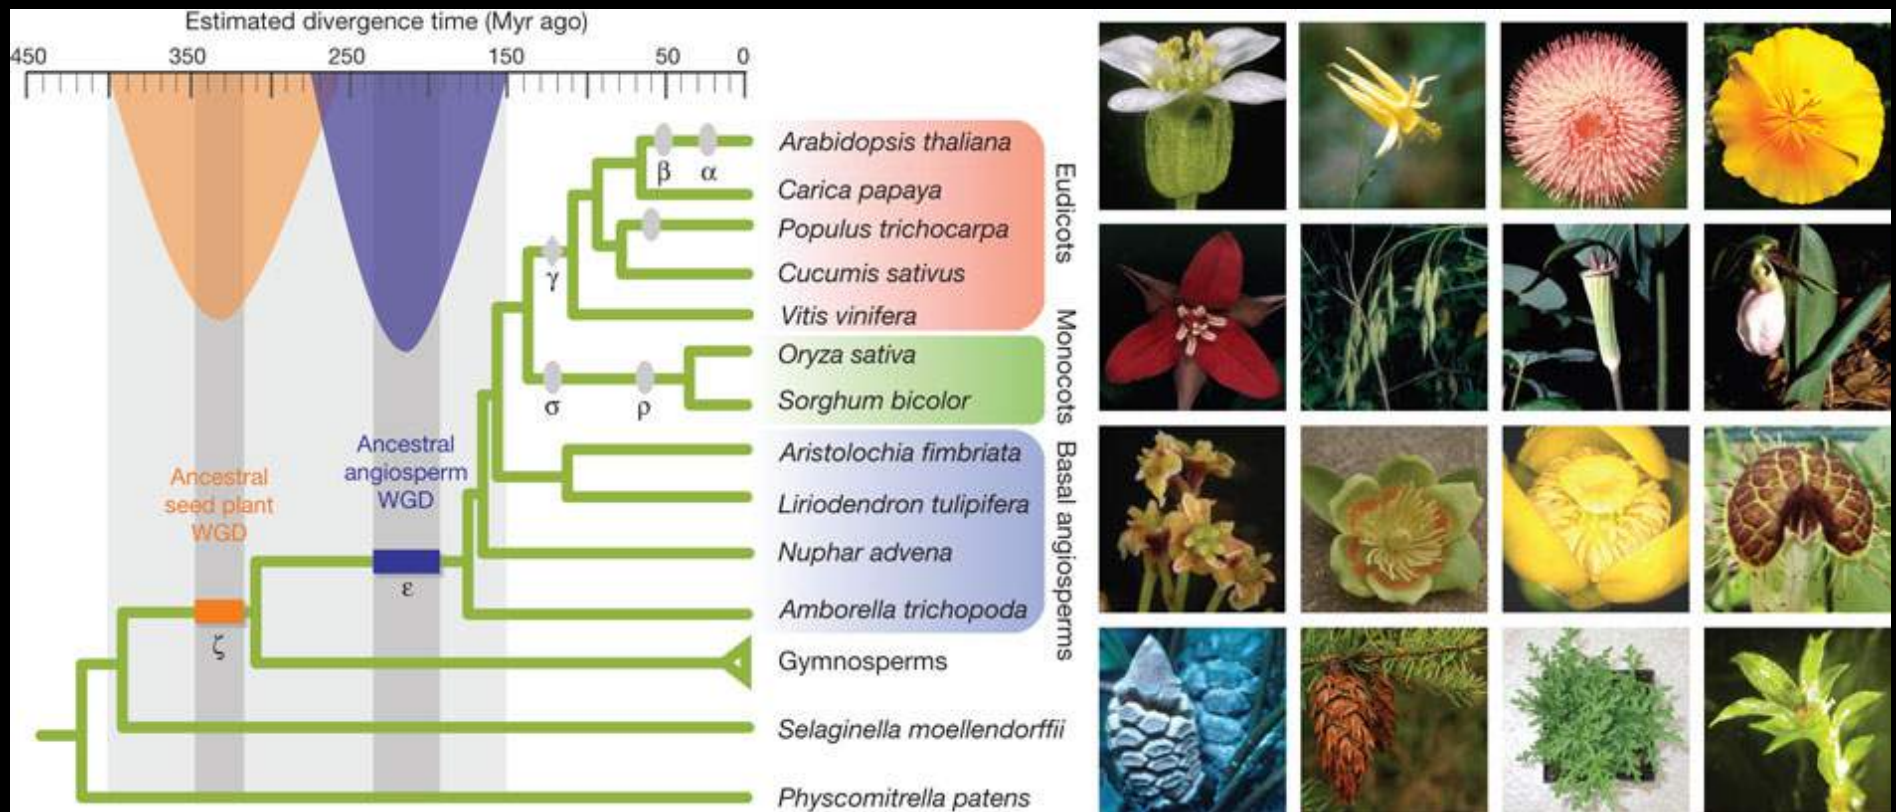 Estimated divergence time (Myr ago)
450 350 250 150 50 0
Arabidopsis thaliana
β α
Carica papaya
Populus trichocarpa
γ
Cucumis sativus
Vitis vinifera
Eudicots
Oryza sativa
Sorghum bicolor
σ ρ
Monocots
Ancestral
angiosperm
WGD
Aristolochia fimbriata
Ancestral
seed plant
WGD
Liriodendron tulipifera
Nuphar advena
ε
Amborella trichopoda
Basal angiosperms
ζ
Gymnosperms
Selaginella moellendorffii
Physcomitrella patens